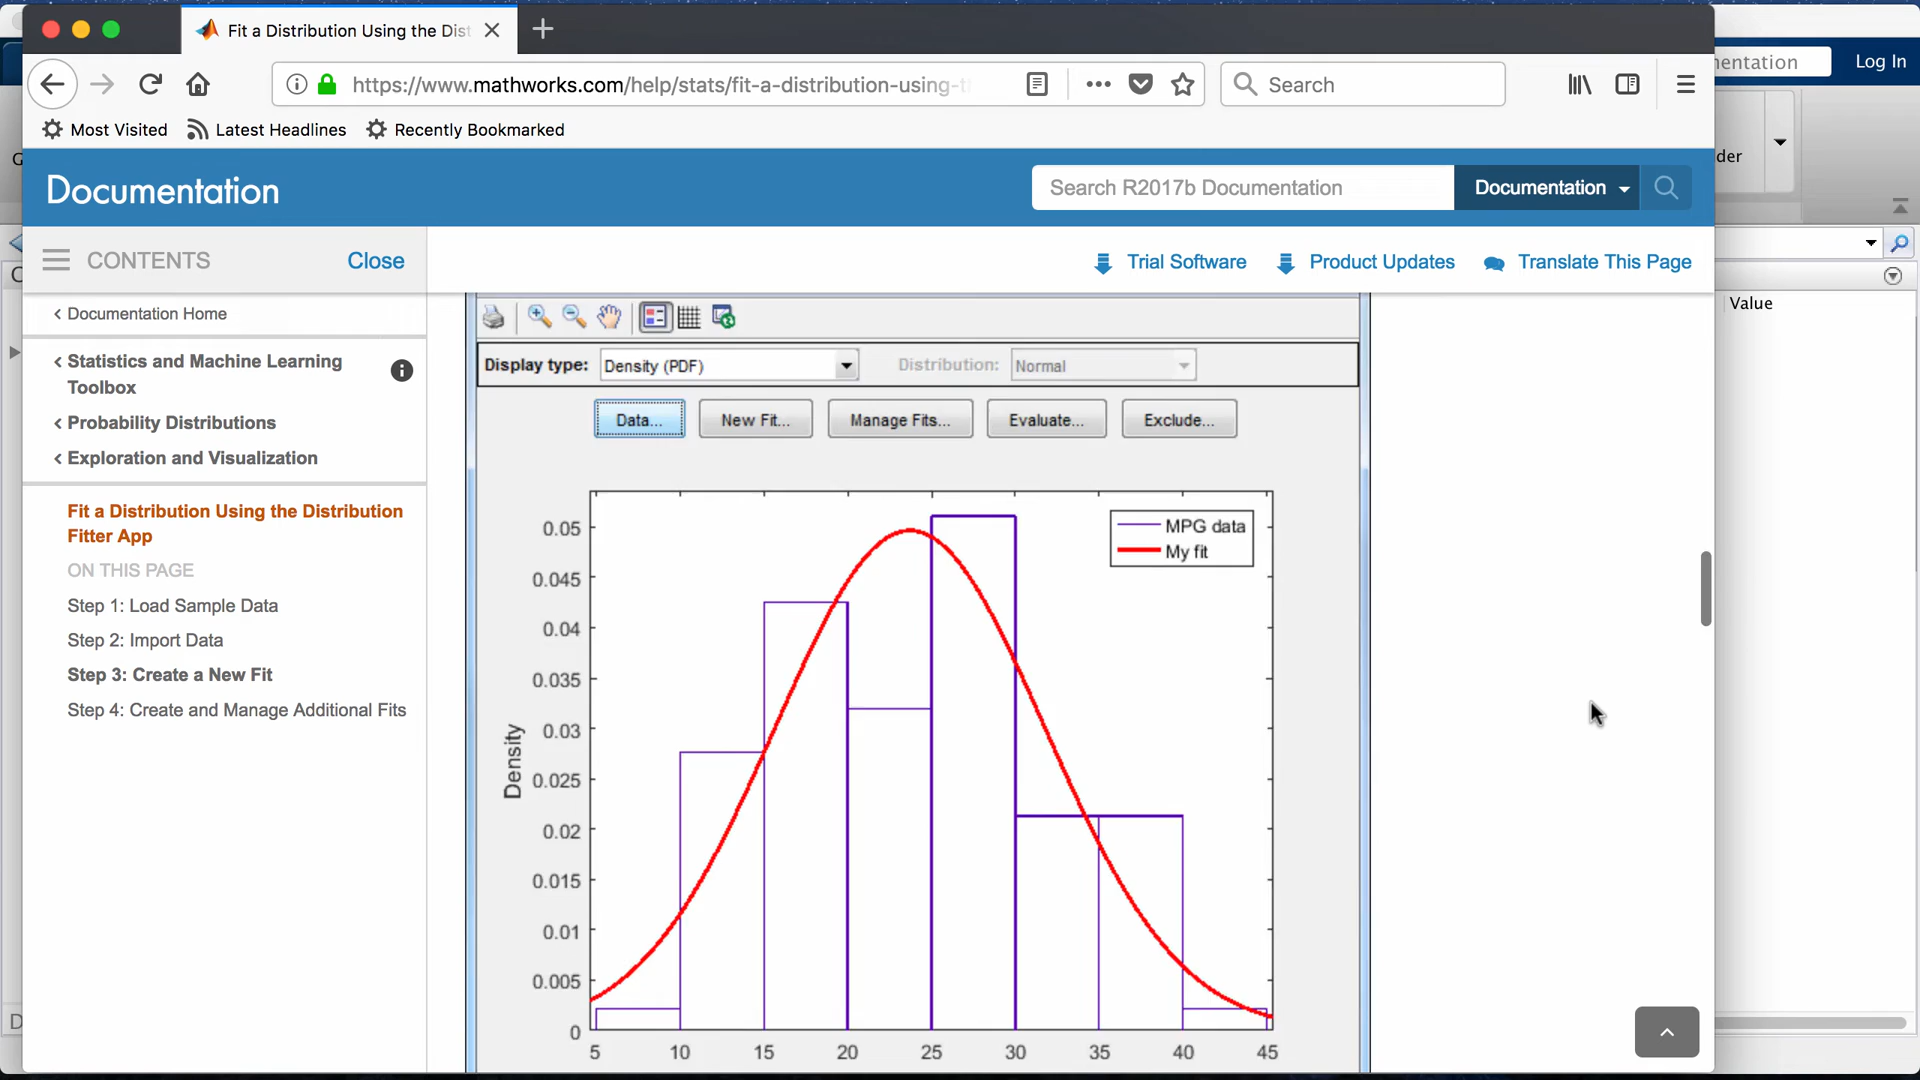 Fit a Distribution Using the Dist
https://www.mathworks.com/help/stats/fit-a-distribution-using-t
Search
entation
Log In
Most Visited
Latest Headlines
Recently Bookmarked
der
Documentation
Search R2017b Documentation
Documentation
CONTENTS
Close
Trial Software
Product Updates
Translate This Page
Value
Documentation Home
Statistics and Machine Learning
Toolbox
Probability Distributions
Exploration and Visualization
Fit a Distribution Using the Distribution
Fitter App
ON THIS PAGE
Step 1: Load Sample Data
Step 2: Import Data
Step 3: Create a New Fit
Step 4: Create and Manage Additional Fits
Display type:
Density (PDF)
Distribution:
Normal
Data...
New Fit...
Manage Fits...
Evaluate...
Exclude...
MPG data
My fit
Density
0.05
0.045
0.04
0.035
0.03
0.025
0.02
0.015
0.01
0.005
0
5 10 15 20 25 30 35 40 45